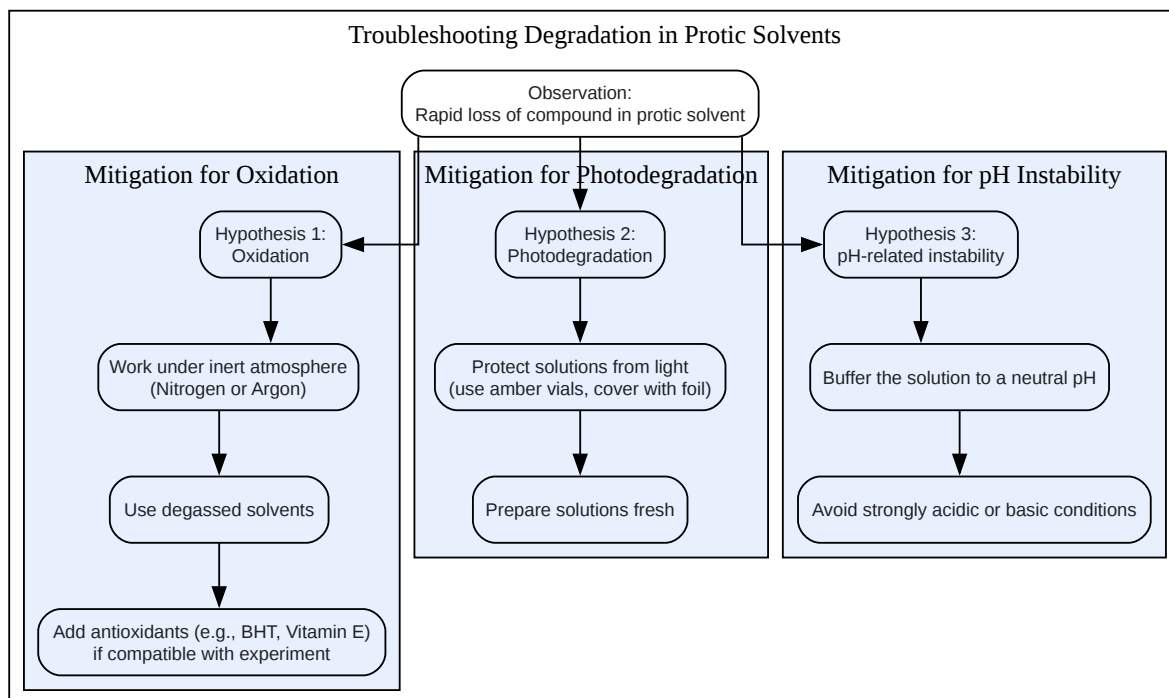 Troubleshooting Degradation in Protic Solvents
Observation:
Rapid loss of compound in protic solvent
Mitigation for Oxidation
Hypothesis 1:
Oxidation
Work under inert atmosphere
(Nitrogen or Argon)
Use degassed solvents
Add antioxidants (e.g., BHT, Vitamin E)
if compatible with experiment
Mitigation for Photodegradation
Hypothesis 2:
Photodegradation
Protect solutions from light
(use amber vials, cover with foil)
Prepare solutions fresh
Mitigation for pH Instability
Hypothesis 3:
pH-related instability
Buffer the solution to a neutral pH
Avoid strongly acidic or basic conditions